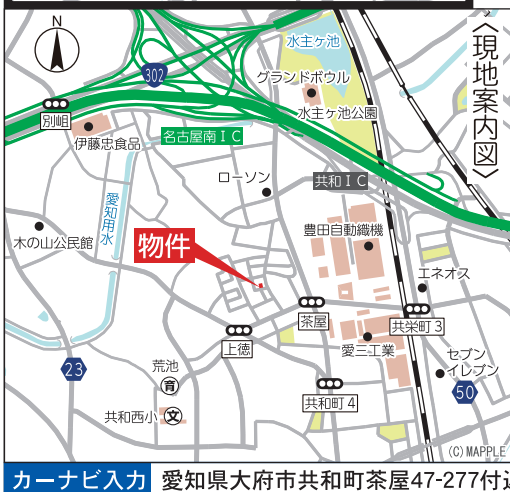 〈現地案内図〉
N
302
水主ヶ池
グランドボウル
水主ヶ池公園
別岨
伊藤忠食品
名古屋南IC
ローソン
共和IC
愛知用水
木の山公民館
物件
豊田自動織機
エネオス
茶屋
共栄町3
上徳
愛三工業
23
荒池
育
セブン
イレブン
50
共和町4
共和西小
文
(C)MAPPLE
カーナビ入力 愛知県大府市共和町茶屋47-277付近